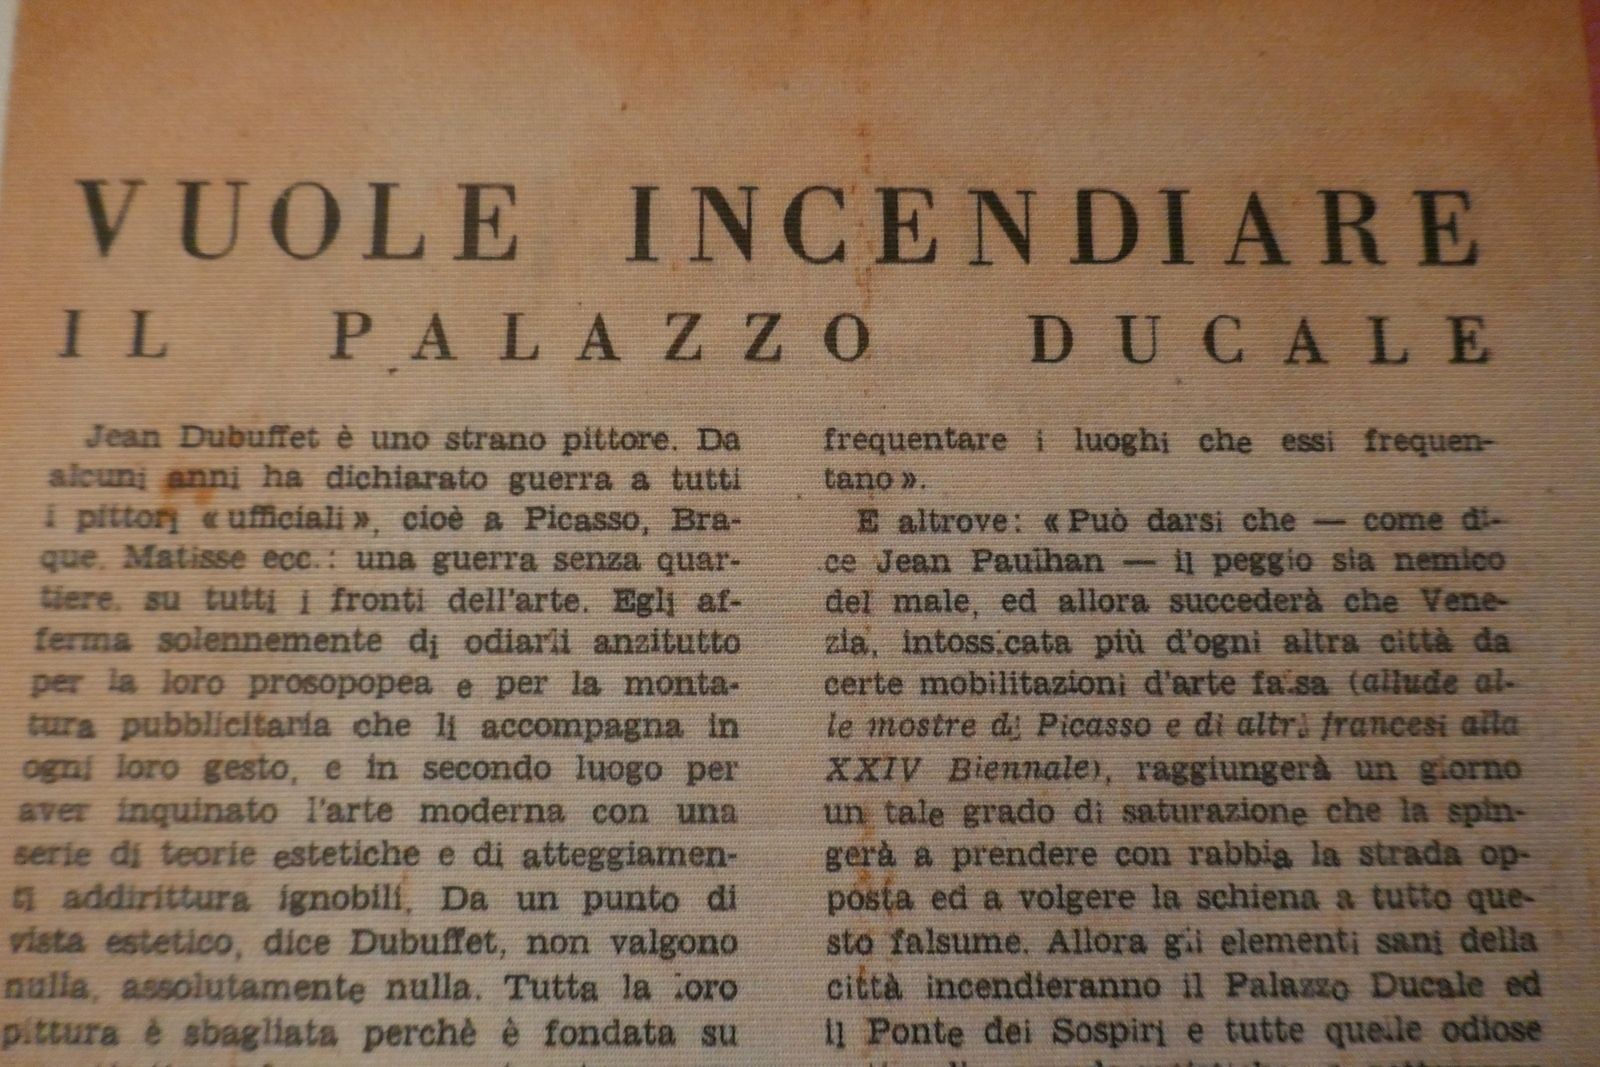 VUOLE INCENDIARE
IL PALAZZO DUCALE
Jean Dubuffet è uno strano pittore. Da
alcuni anni ha dichiarato guerra a tutti
i pittori « ufficiali », cioè a Picasso, Bra-
que, Matisse ecc.: una guerra senza quar-
tiere, su tutti i fronti dell'arte. Egli af-
ferma solennemente di odiarli anzitutto
per la loro prosopopea e per la monta-
tura pubblicitaria che li accompagna in
ogni loro gesto, e in secondo luogo per
aver inquinato l'arte moderna con una
serie di teorie estetiche e di atteggiamen-
ti addirittura ignobili. Da un punto di
vista estetico, dice Dubuffet, non valgono
nulla, assolutamente nulla. Tutta la loro
pittura è sbagliata perchè è fondata su
frequentare i luoghi che essi frequen-
tano ».
E altrove: « Può darsi che — come di-
ce Jean Paulhan — il peggio sia nemico
del male, ed allora succederà che Vene-
zia, intossicata più d'ogni altra città da
certe mobilitazioni d'arte falsa (allude al-
le mostre di Picasso e di altri francesi alla
XXIV Biennale), raggiungerà un giorno
un tale grado di saturazione che la spin-
gerà a prendere con rabbia la strada op-
posta ed a volgere la schiena a tutto que-
sto falsume. Allora gli elementi sani della
città incendieranno il Palazzo Ducale ed
il Ponte dei Sospiri e tutte quelle odiose